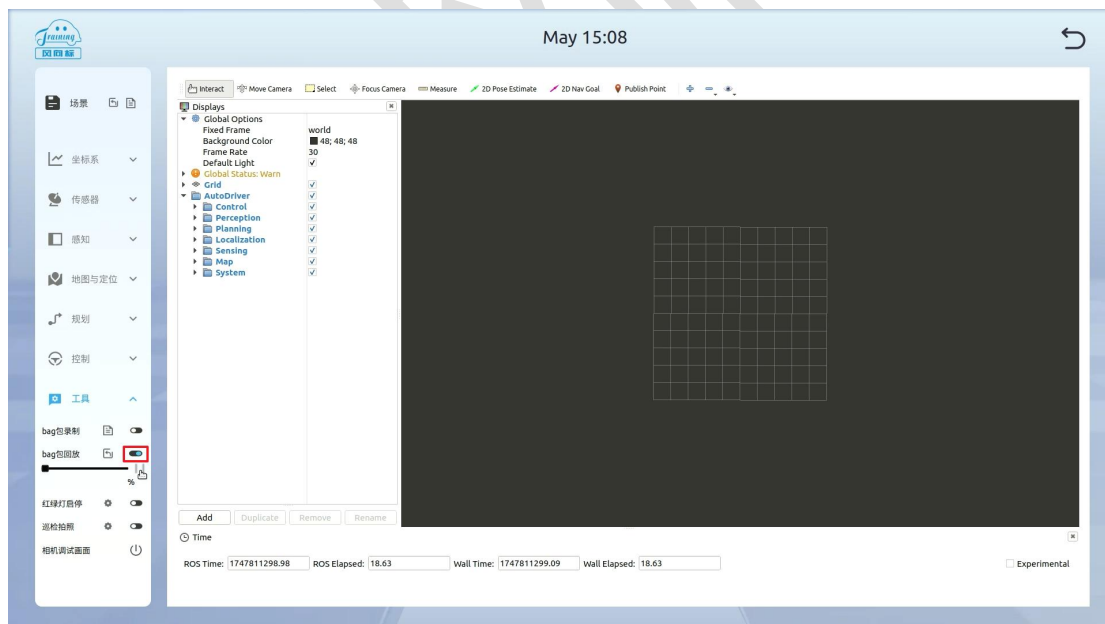 Training
风向标
May 15:08
场景
坐标系
传感器
感知
地图与定位
规划
控制
工具
bag包录制
bag包回放
%
红绿灯启停
巡检拍照
相机调试画面
Interact Move Camera Select Focus Camera Measure 2D Pose Estimate 2D Nav Goal Publish Point
Displays
Global Options
Fixed Frame world
Background Color 48; 48; 48
Frame Rate 30
Default Light
Global Status: Warn
Grid
AutoDriver
Control
Perception
Planning
Localization
Sensing
Map
System
Add Duplicate Remove Rename
Time
ROS Time: 1747811298.98 ROS Elapsed: 18.63 Wall Time: 1747811299.09 Wall Elapsed: 18.63 Experimental